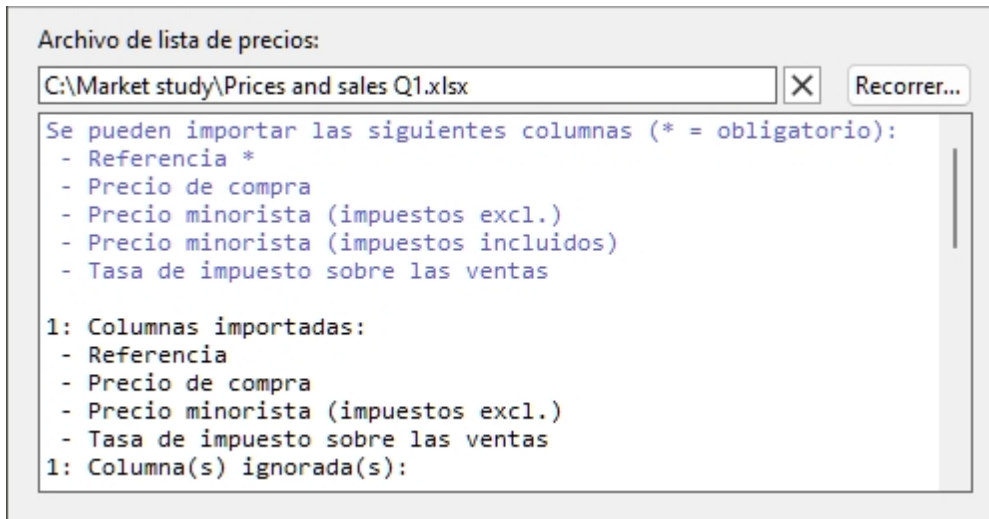 Archivo de lista de precios:
C:\Market study\Prices and sales Q1.xlsx
Recorrer...
Se pueden importar las siguientes columnas (* = obligatorio):
- Referencia *
- Precio de compra
- Precio minorista (impuestos excl.)
- Precio minorista (impuestos incluidos)
- Tasa de impuesto sobre las ventas
1: Columnas importadas:
- Referencia
- Precio de compra
- Precio minorista (impuestos excl.)
- Tasa de impuesto sobre las ventas
1: Columna(s) ignorada(s):